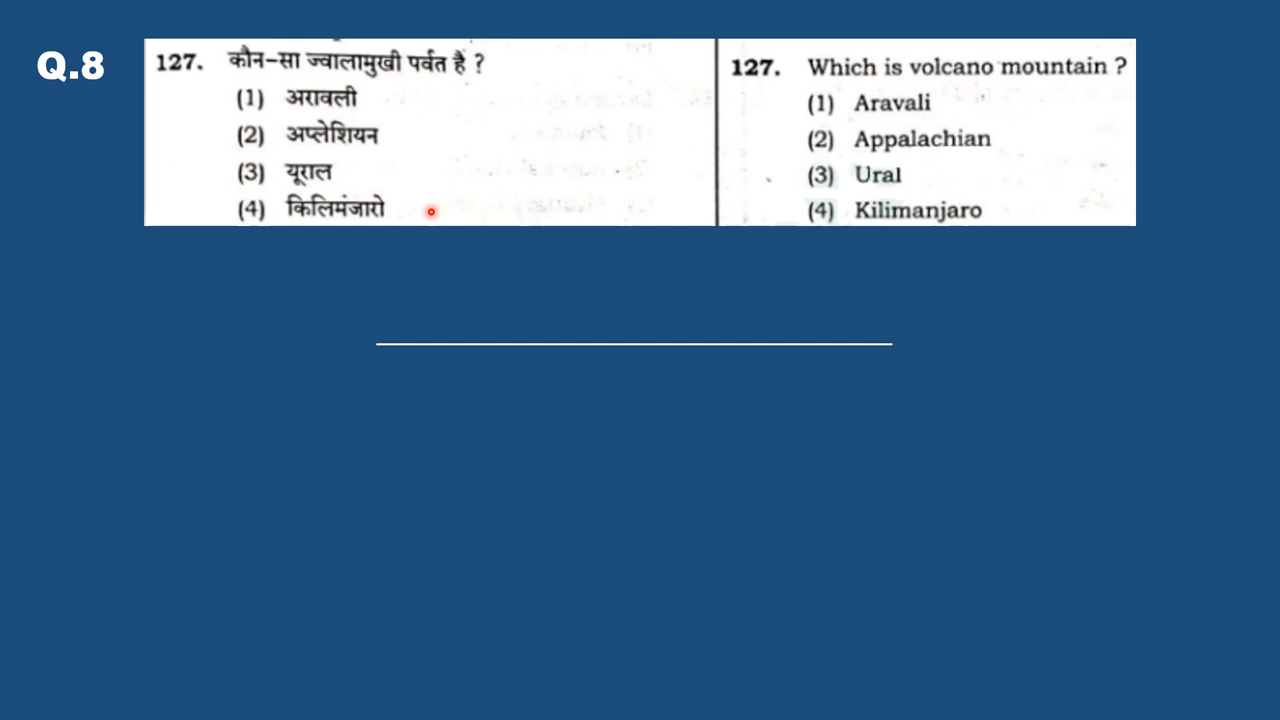 Q.8
127. कौन-सा ज्वालामुखी पर्वत है ?
(1) अरावली
(2) अप्लेशियन
(3) यूराल
(4) किलिमंजारो
127. Which is volcano mountain ?
(1) Aravali
(2) Appalachian
(3) Ural
(4) Kilimanjaro